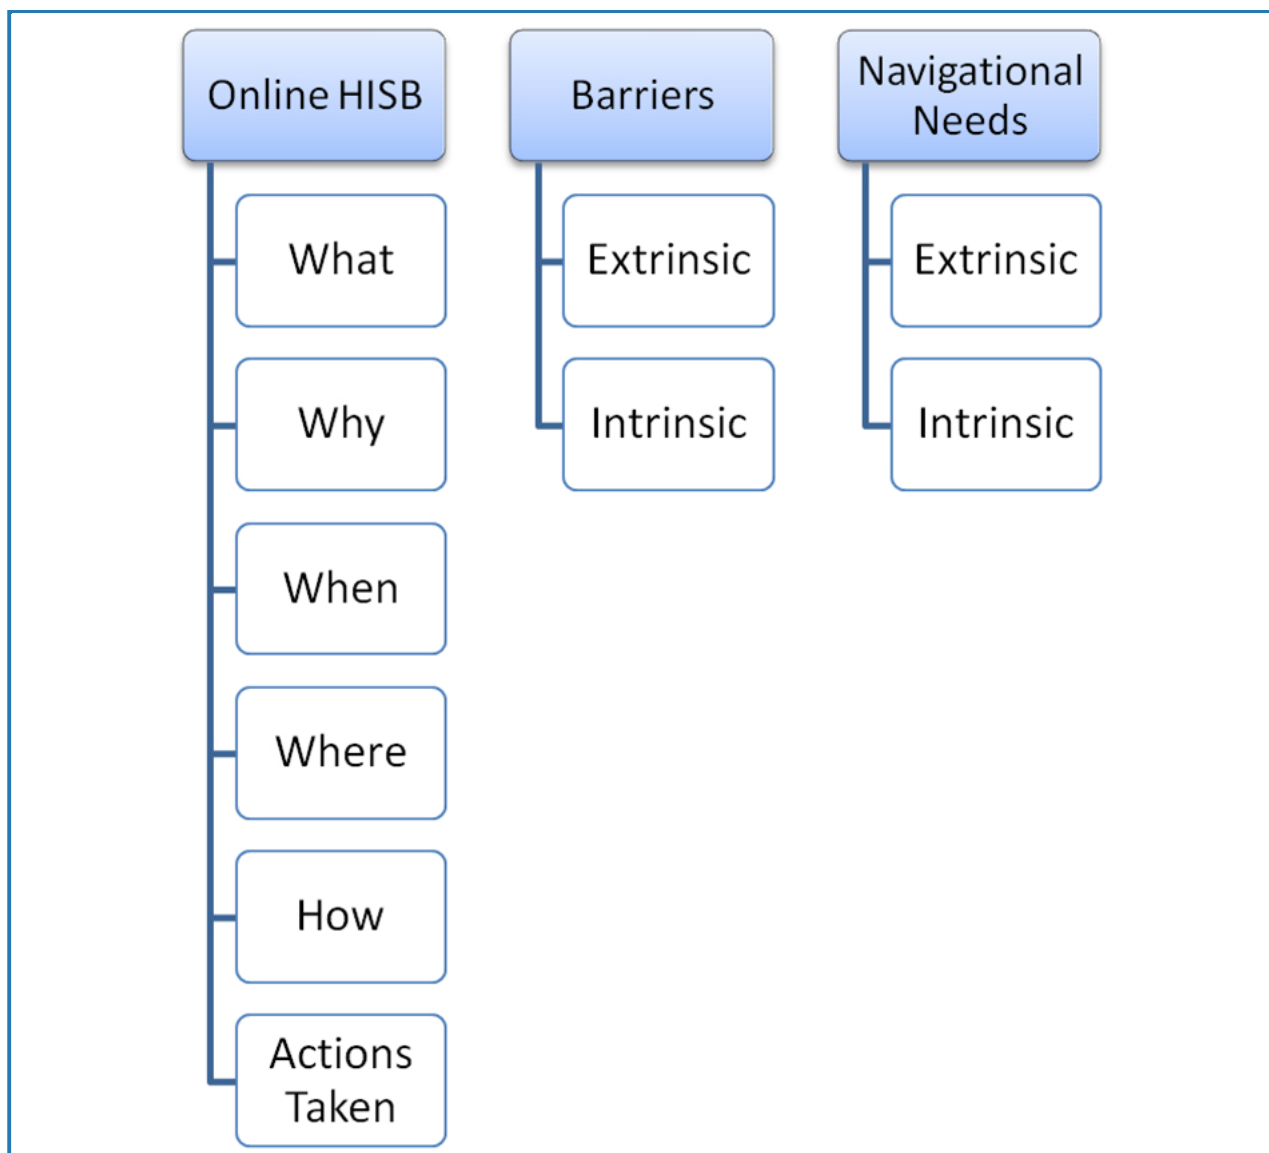 Online HISB
What
Why
When
Where
How
Actions
Taken
Barriers
Extrinsic
Intrinsic
Navigational
Needs
Extrinsic
Intrinsic